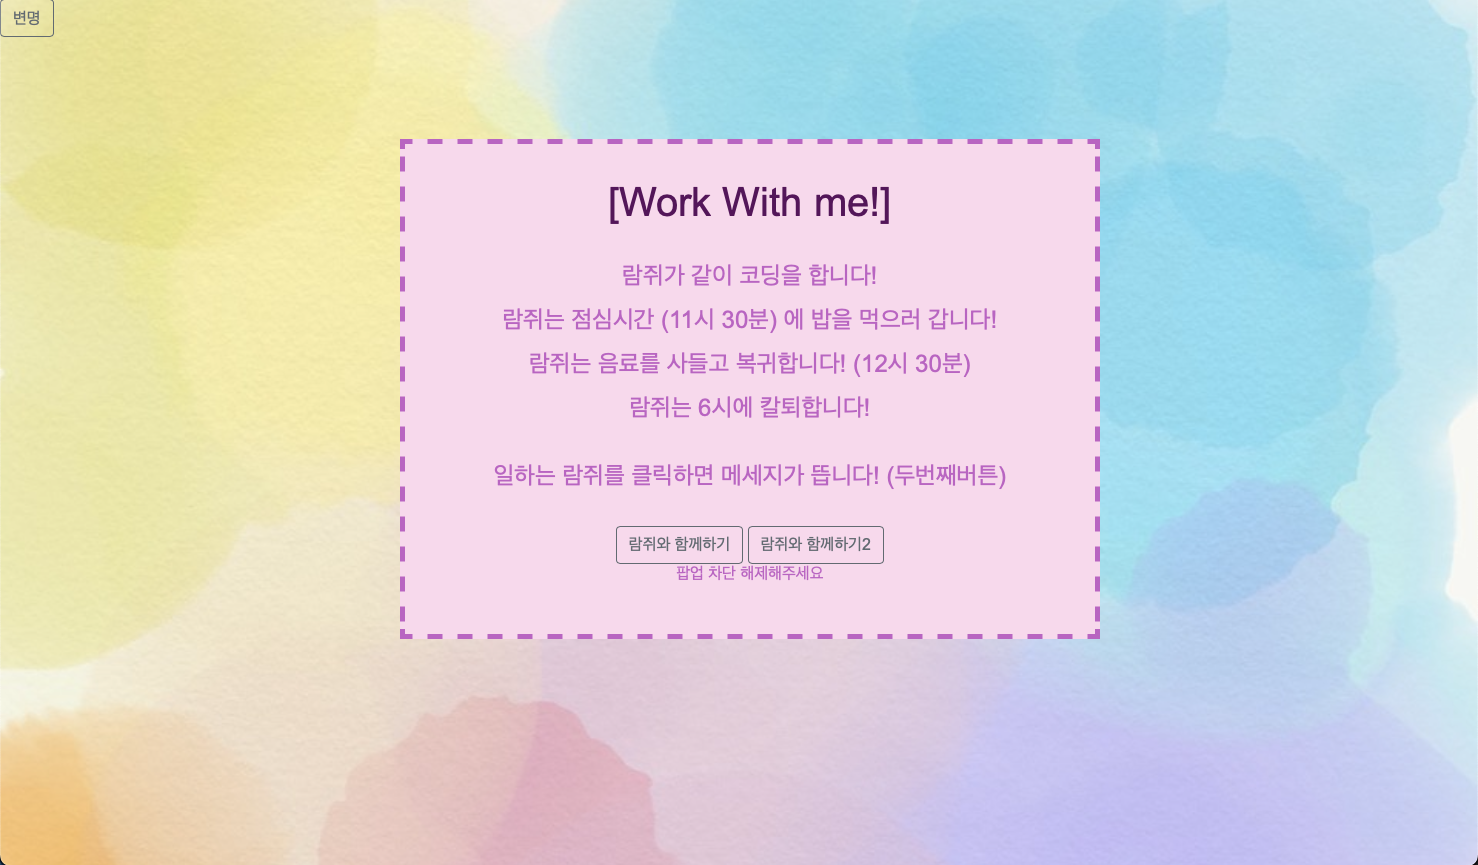 변명
[Work With me!]
람쥐가 같이 코딩을 합니다!
람쥐는 점심시간 (11시 30분) 에 밥을 먹으러 갑니다!
람쥐는 음료를 사들고 복귀합니다! (12시 30분)
람쥐는 6시에 칼퇴합니다!
일하는 람쥐를 클릭하면 메세지가 뜹니다! (두번째버튼)
람쥐와 함께하기 람쥐와 함께하기2
팝업 차단 해제해주세요